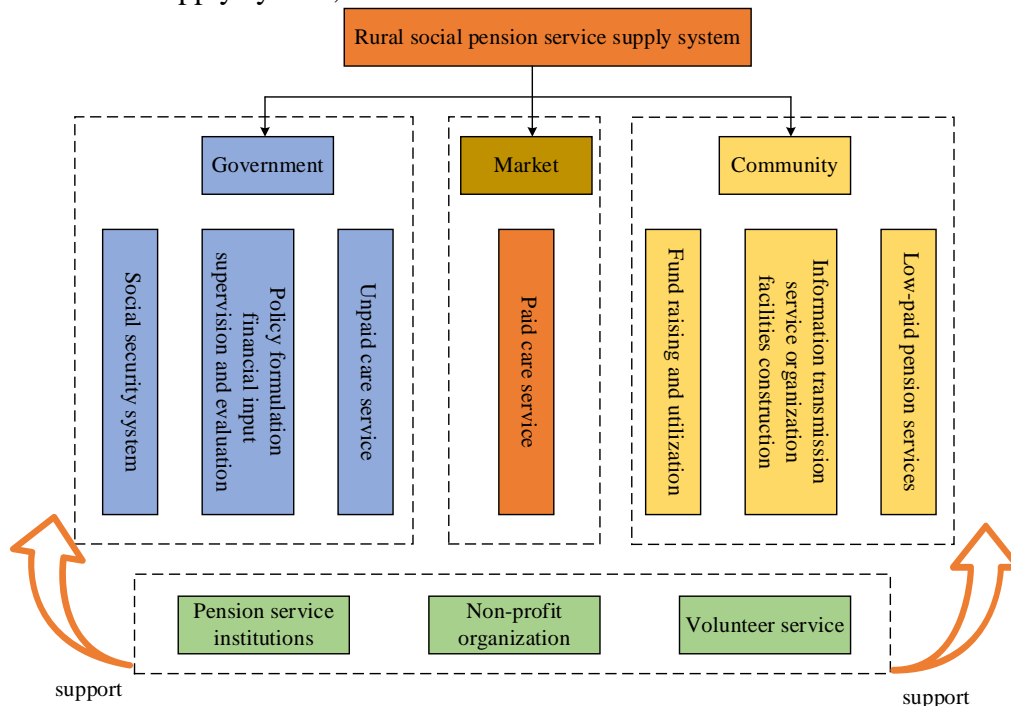 Rural social pension service supply system
Government
Market
Community
Social security system
Policy formulation
financial input
supervision and evaluation
Unpaid care service
Paid care service
Fund raising and utilization
Information transmission
service organization
facilities construction
Low-paid pension services
Pension service
institutions
Non-profit
organization
Volunteer service
support
support